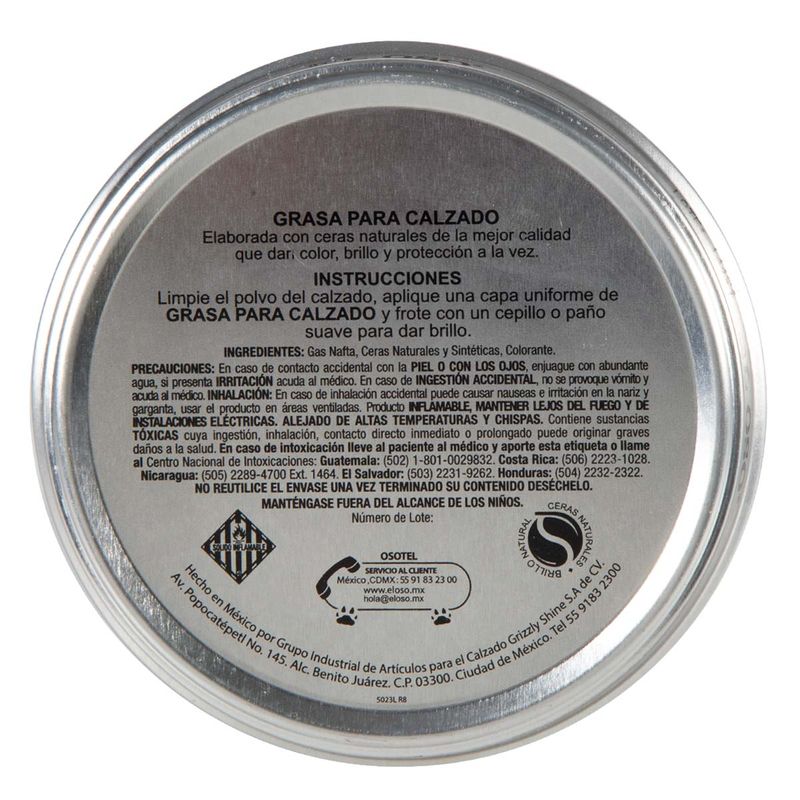 GRASA PARA CALZADO
Elaborada con ceras naturales de la mejor calidad
que dan color, brillo y protección a la vez.
INSTRUCCIONES
Limpie el polvo del calzado, aplique una capa uniforme de
GRASA PARA CALZADO y frote con un cepillo o paño
suave para dar brillo.
INGREDIENTES: Gas Nafta, Ceras Naturales y Sintéticas, Colorante.
PRECAUCIONES: En caso de contacto accidental con la PIEL O CON LOS OJOS, enjuague con abundante
agua, si presenta IRRITACIÓN acuda al médico. En caso de INGESTIÓN ACCIDENTAL, no se provoque vómito y
acuda al médico. INHALACIÓN: En caso de inhalación accidental puede causar nauseas e irritación en la nariz y
garganta, usar el producto en áreas ventiladas. Producto INFLAMABLE, MANTENER LEJOS DEL FUEGO Y DE
INSTALACIONES ELÉCTRICAS. ALEJADO DE ALTAS TEMPERATURAS Y CHISPAS. Contiene sustancias
TÓXICAS cuya ingestión, inhalación, contacto directo inmediato o prolongado puede originar graves
daños a la salud. En caso de intoxicación lleve al paciente al médico y aporte esta etiqueta o llame
al Centro Nacional de Intoxicaciones: Guatemala: (502) 1-801-0029832. Costa Rica: (506) 2223-1028.
Nicaragua: (505) 2289-4700 Ext. 1464. El Salvador: (503) 2231-9262. Honduras: (504) 2232-2322.
NO REUTILICE EL ENVASE UNA VEZ TERMINADO SU CONTENIDO DESÉCHELO.
MANTÉNGASE FUERA DEL ALCANCE DE LOS NIÑOS.
Número de Lote:
SOLIDO INFLAMABLE
OSOTEL
SERVICIO AL CLIENTE
México ,CDMX: 55 91 83 22 00
www.eloso.mx
hola@eloso.mx
CERAS NATURALES • BRILLO NATURAL
Hecho en México por Grupo Industrial de Artículos para el Calzado Grizzly Shine S.A de CV.
Av. Popocatépetl No. 145. Alc. Benito Juárez. C.P. 03300. Ciudad de México. Tel 55 9183 2300
5023L R8